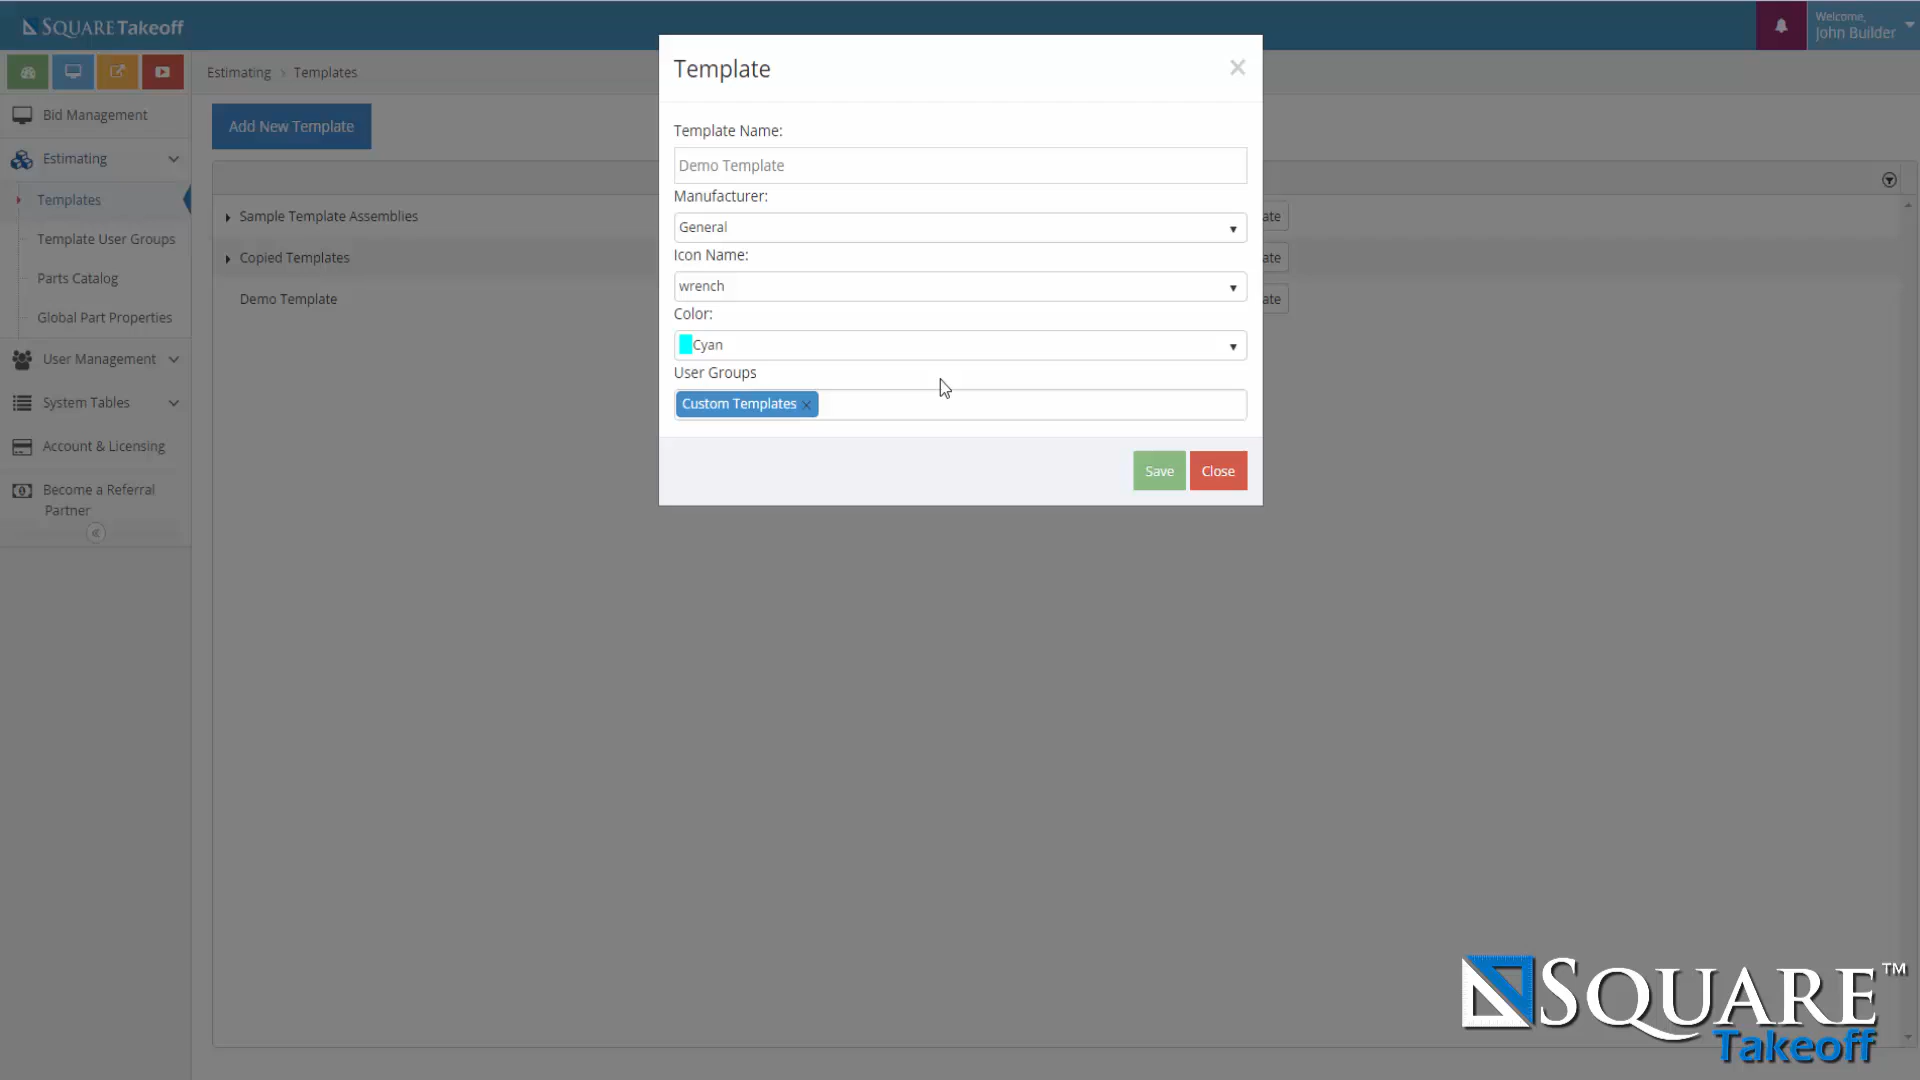 SQUARE Takeoff
Welcome,
John Builder
Estimating > Templates
Bid Management
Add New Template
Estimating
Templates
Template User Groups
Parts Catalog
Global Part Properties
User Management
System Tables
Account & Licensing
Become a Referral
Partner
Sample Template Assemblies
ate
Copied Templates
ate
Demo Template
ate
Template
Template Name:
Demo Template
Manufacturer:
General
Icon Name:
wrench
Color:
Cyan
User Groups
Custom Templates ×
Save
Close
SQUARE™
Takeoff